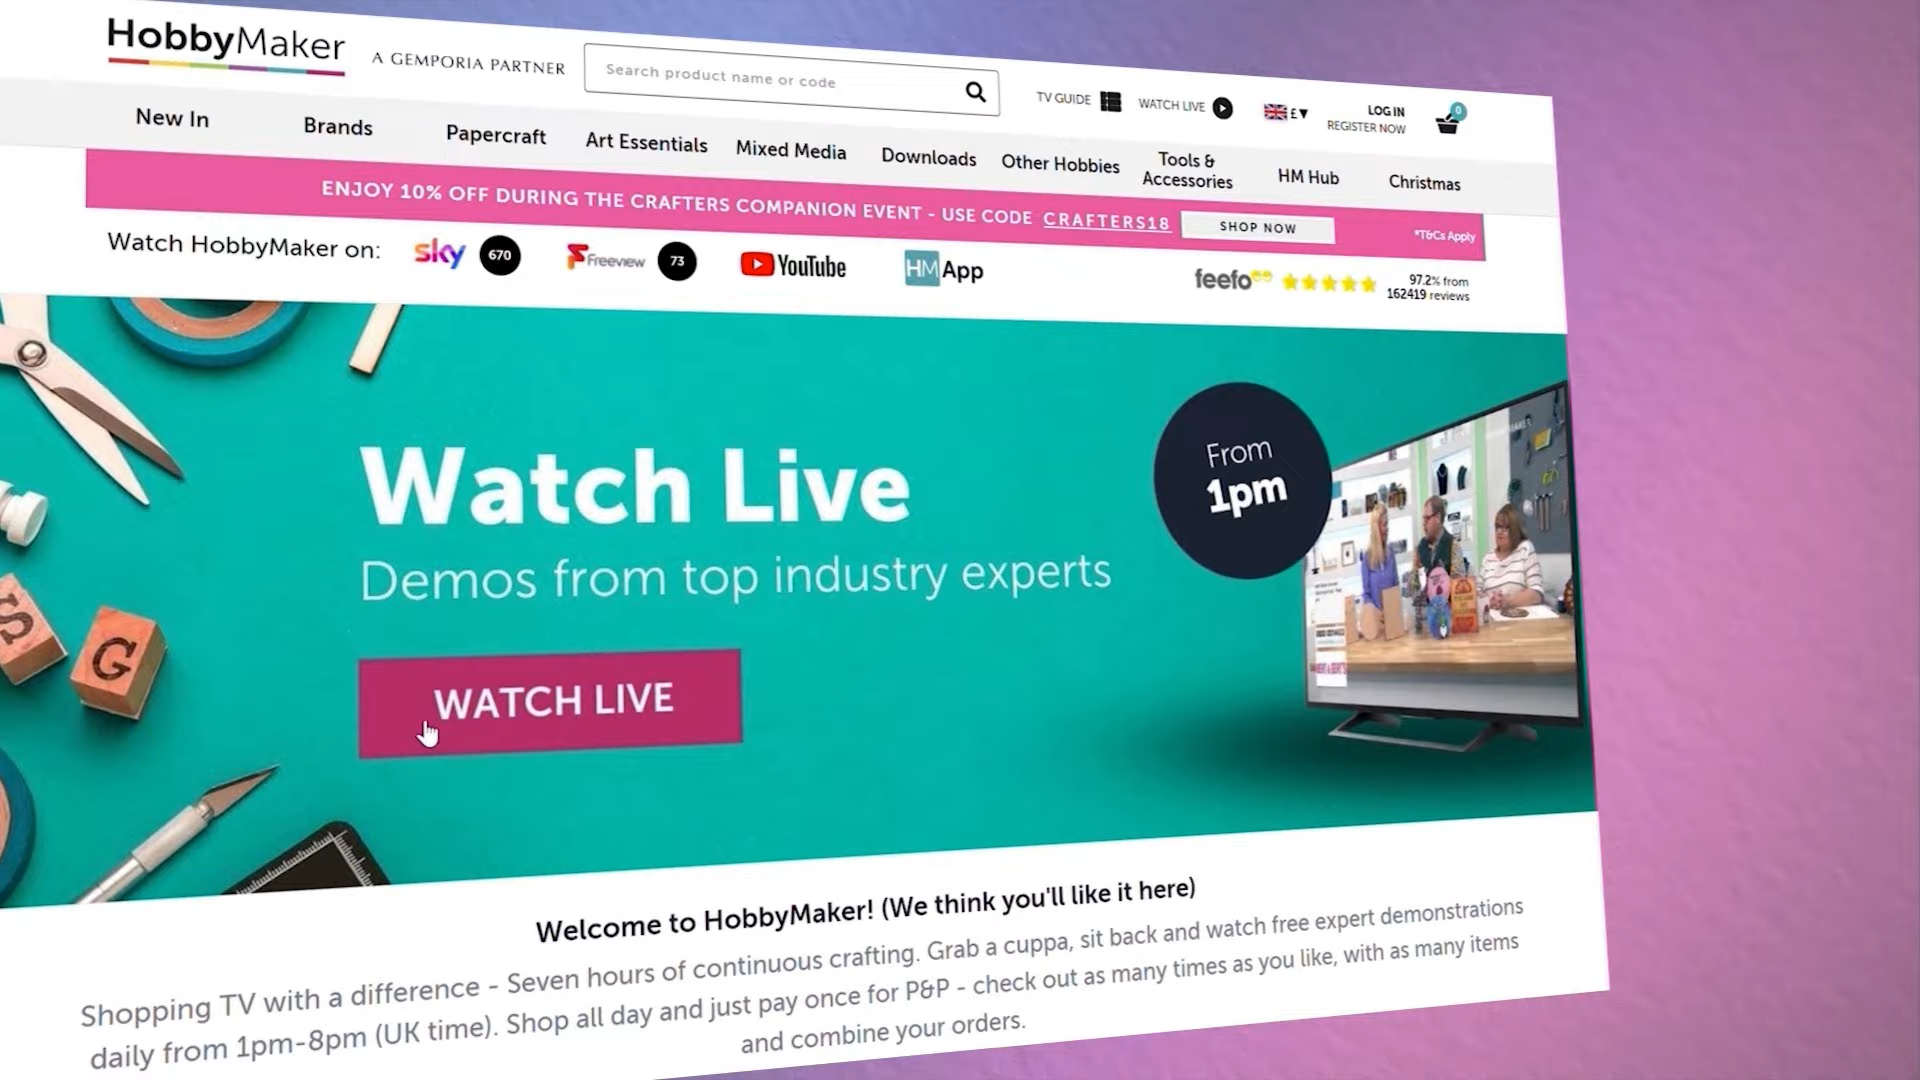 HobbyMaker
A GEMPORIA PARTNER
Search product name or code
TV GUIDE
WATCH LIVE
£
LOG IN
REGISTER NOW
0
New In
Brands
Papercraft
Art Essentials
Mixed Media
Downloads
Other Hobbies
Tools &
Accessories
HM Hub
Christmas
ENJOY 10% OFF DURING THE CRAFTERS COMPANION EVENT - USE CODE CRAFTERS18
SHOP NOW
*T&Cs Apply
Watch HobbyMaker on:
sky
670
Freeview
73
YouTube
HM App
feefo
97.2% from
162419 reviews
Watch Live
Demos from top industry experts
WATCH LIVE
From
1pm
S
G
Welcome to HobbyMaker! (We think you'll like it here)
Shopping TV with a difference - Seven hours of continuous crafting. Grab a cuppa, sit back and watch free expert demonstrations
daily from 1pm-8pm (UK time). Shop all day and just pay once for P&P - check out as many times as you like, with as many items
and combine your orders.